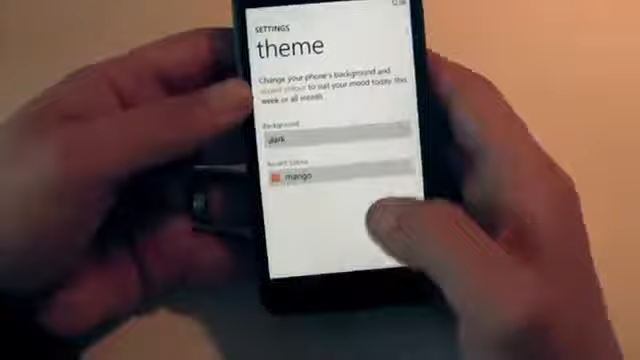 SETTINGS
theme
Change your phone's background and
accent colour to suit your mood today, this
week or all month.
Background
dark
Accent colour
mango